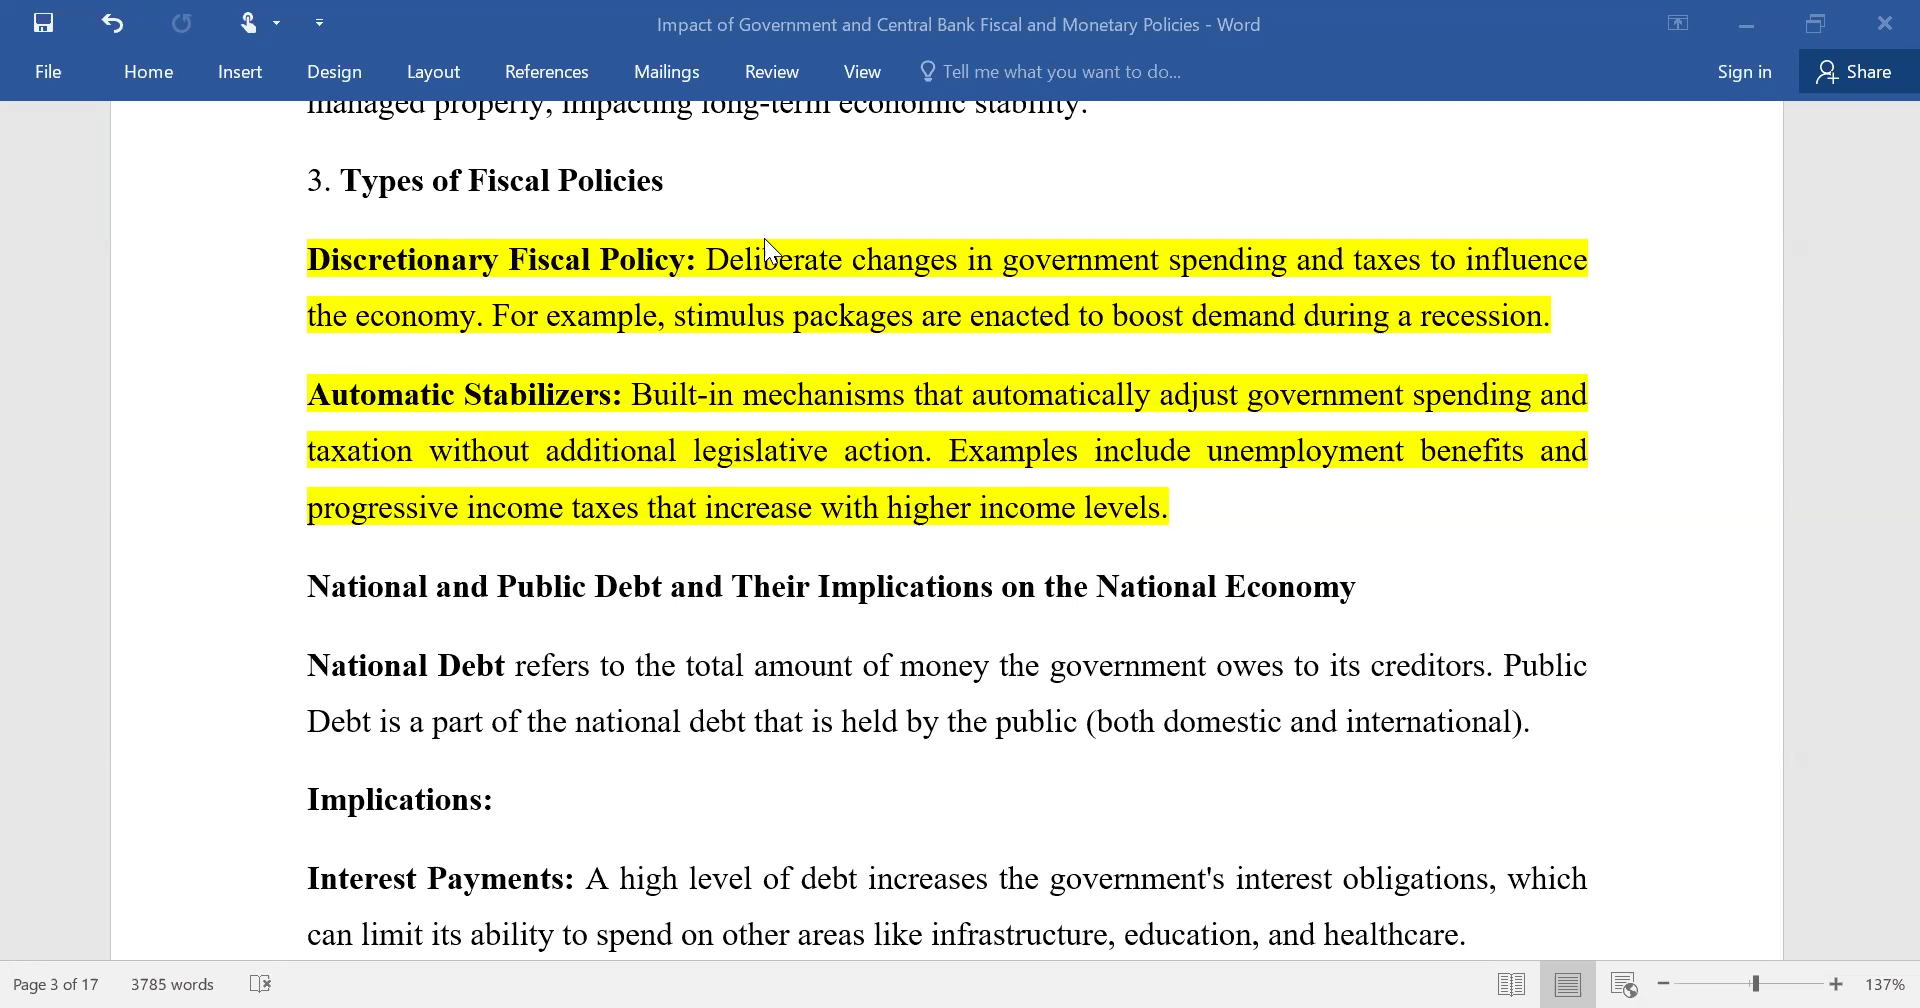 Impact of Government and Central Bank Fiscal and Monetary Policies - Word
File Home Insert Design Layout References Mailings Review View Tell me what you want to do... Sign in Share
managed properly, impacting long-term economic stability.
3. Types of Fiscal Policies
Discretionary Fiscal Policy: Deliberate changes in government spending and taxes to influence
the economy. For example, stimulus packages are enacted to boost demand during a recession.
Automatic Stabilizers: Built-in mechanisms that automatically adjust government spending and
taxation without additional legislative action. Examples include unemployment benefits and
progressive income taxes that increase with higher income levels.
National and Public Debt and Their Implications on the National Economy
National Debt refers to the total amount of money the government owes to its creditors. Public
Debt is a part of the national debt that is held by the public (both domestic and international).
Implications:
Interest Payments: A high level of debt increases the government's interest obligations, which
can limit its ability to spend on other areas like infrastructure, education, and healthcare.
Page 3 of 17 3785 words 137%